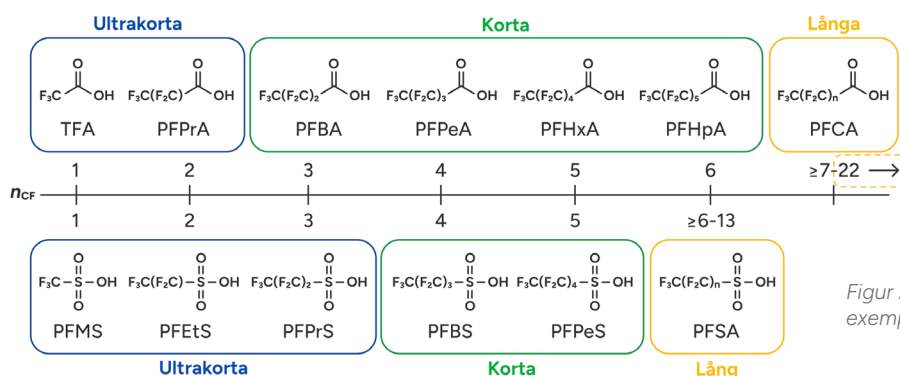 Ultrakorta Korta Långa
O O O O O O O
F₃C OH F₃C(F₂C) OH F₃C(F₂C)₂ OH F₃C(F₂C)₃ OH F₃C(F₂C)₄ OH F₃C(F₂C)₅ OH F₃C(F₂C)ₙ OH
TFA PFPrA PFBA PFPeA PFHxA PFHpA PFCA
1 2 3 4 5 6 ≥7-22
n_CF
1 2 3 4 5 ≥6-13
O O O O O O
F₃C–S–OH F₃C(F₂C)–S–OH F₃C(F₂C)₂–S–OH F₃C(F₂C)₃–S–OH F₃C(F₂C)₄–S–OH F₃C(F₂C)ₙ–S–OH
O O O O O O
PFMS PFEtS PFPrS PFBS PFPeS PFSA
Ultrakorta Korta Lång
Figur
exemp